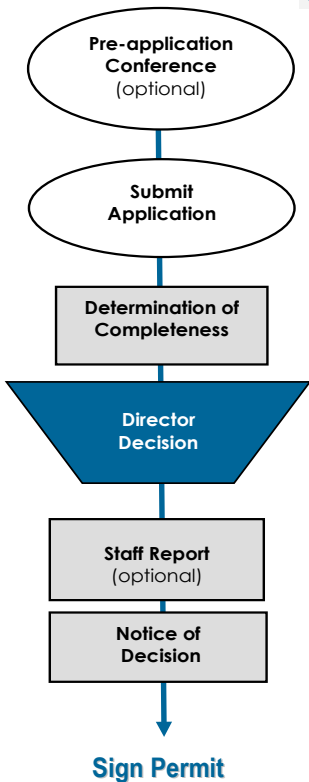 Pre-application
Conference
(optional)
Submit
Application
Determination of
Completeness
Director
Decision
Staff Report
(optional)
Notice of
Decision
Sign Permit